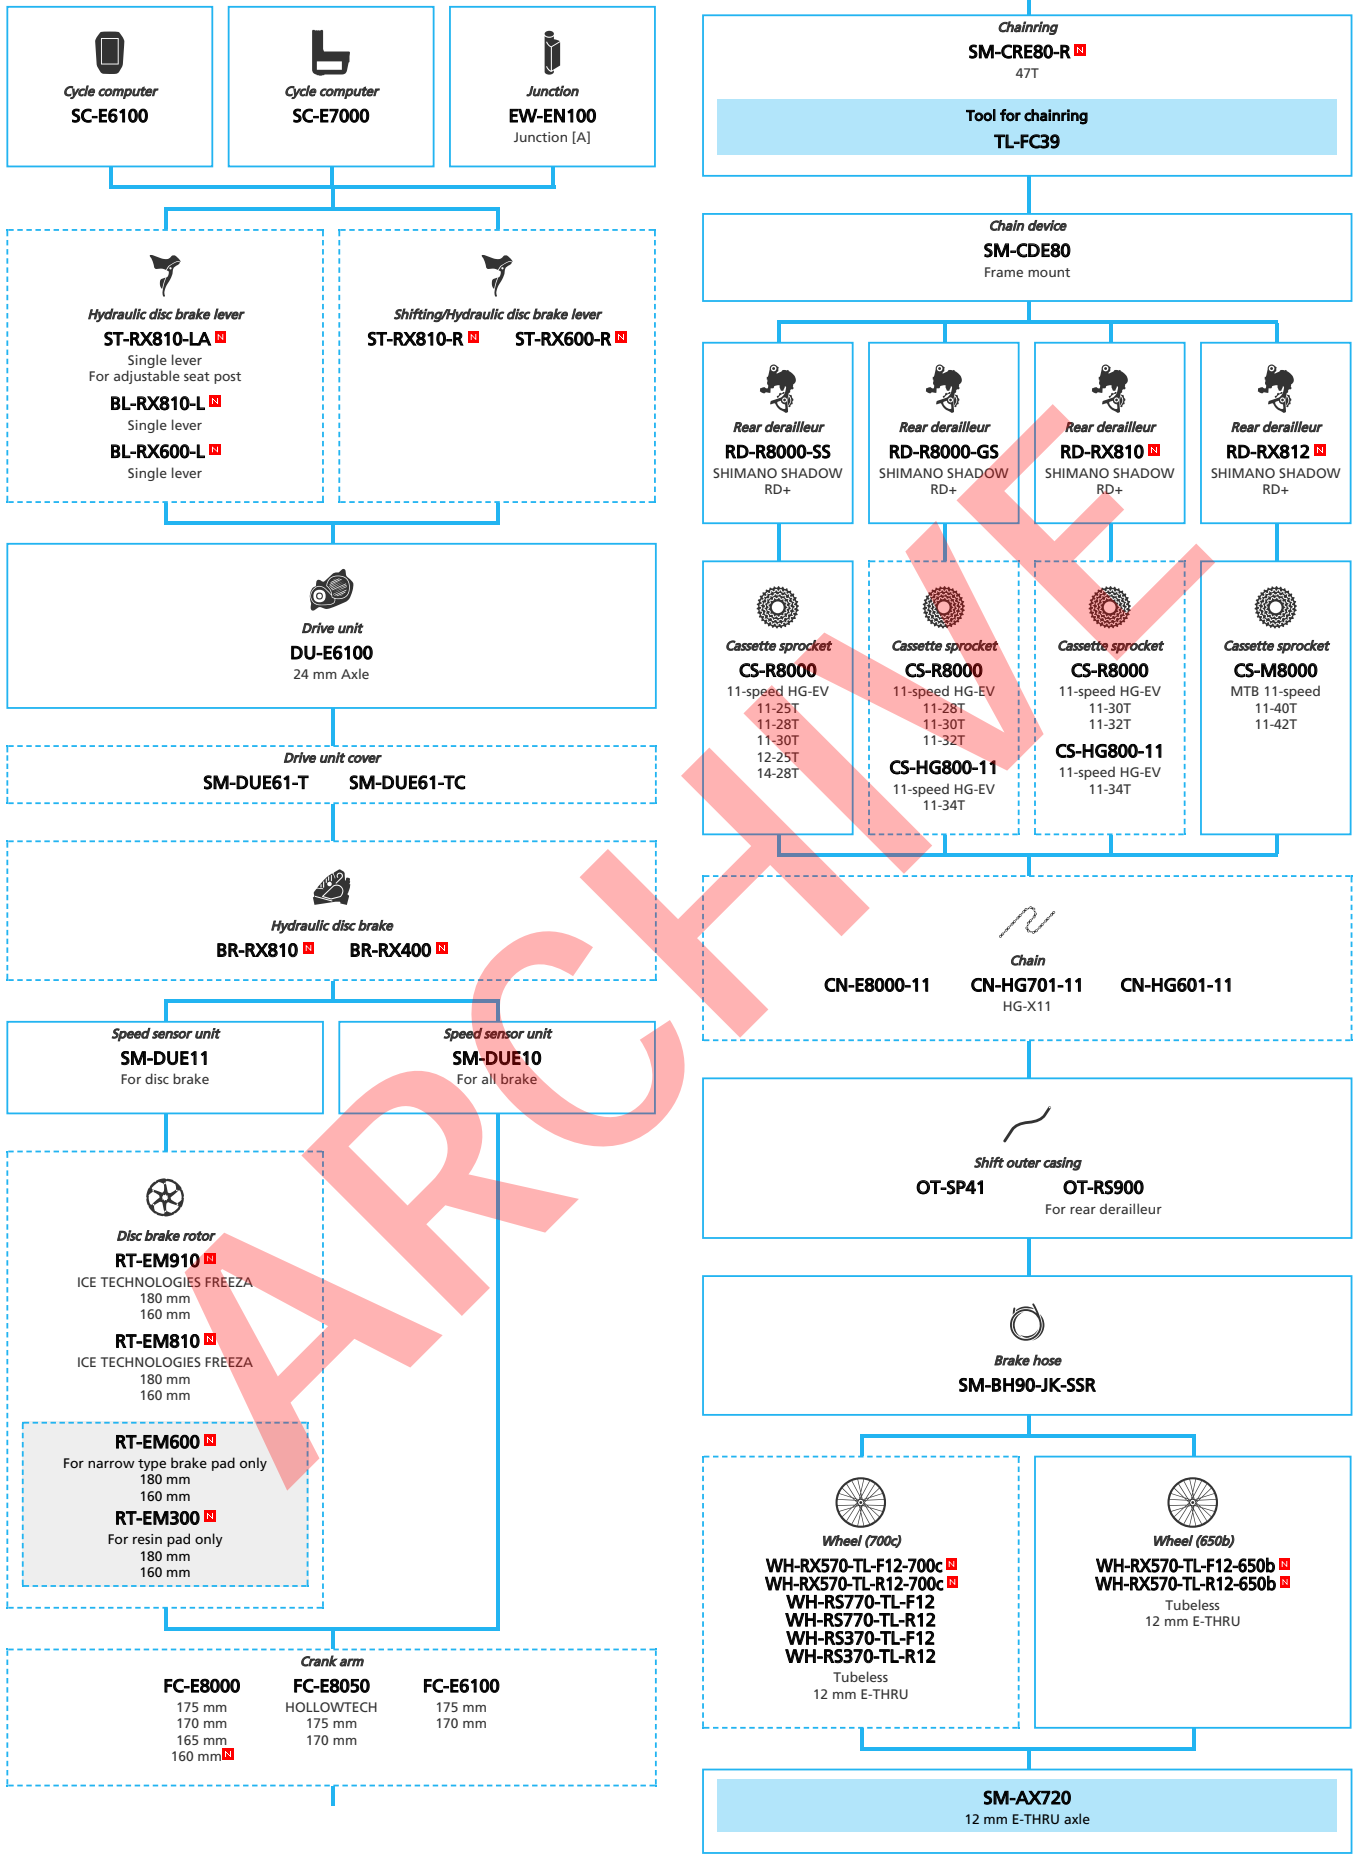 Cycle computer
SC-E6100
Cycle computer
SC-E7000
Junction
EW-EN100
Junction [A]
Hydraulic disc brake lever
ST-RX810-LA N
Single lever
For adjustable seat post
BL-RX810-L N
Single lever
BL-RX600-L N
Single lever
Shifting/Hydraulic disc brake lever
ST-RX810-R N ST-RX600-R N
Drive unit
DU-E6100
24 mm Axle
Drive unit cover
SM-DUE61-T SM-DUE61-TC
Hydraulic disc brake
BR-RX810 N BR-RX400 N
Speed sensor unit
SM-DUE11
For disc brake
Speed sensor unit
SM-DUE10
For all brake
Disc brake rotor
RT-EM910 N
ICE TECHNOLOGIES FREEZA
180 mm
160 mm
RT-EM810 N
ICE TECHNOLOGIES FREEZA
180 mm
160 mm
RT-EM600 N
For narrow type brake pad only
180 mm
160 mm
RT-EM300 N
For resin pad only
180 mm
160 mm
Crank arm
FC-E8000
175 mm
170 mm
165 mm
160 mm N
FC-E8050
HOLLOWTECH
175 mm
170 mm
FC-E6100
175 mm
170 mm
Chainring
SM-CRE80-R N
47T
Tool for chainring
TL-FC39
Chain device
SM-CDE80
Frame mount
Rear derailleur
RD-R8000-SS
SHIMANO SHADOW
RD+
Rear derailleur
RD-R8000-GS
SHIMANO SHADOW
RD+
Rear derailleur
RD-RX810 N
SHIMANO SHADOW
RD+
Rear derailleur
RD-RX812 N
SHIMANO SHADOW
RD+
Cassette sprocket
CS-R8000
11-speed HG-EV
11-25T
11-28T
11-30T
12-25T
14-28T
Cassette sprocket
CS-R8000
11-speed HG-EV
11-28T
11-30T
11-32T
CS-HG800-11
11-speed HG-EV
11-34T
Cassette sprocket
CS-R8000
11-speed HG-EV
11-30T
11-32T
CS-HG800-11
11-speed HG-EV
11-34T
Cassette sprocket
CS-M8000
MTB 11-speed
11-40T
11-42T
Chain
CN-E8000-11 CN-HG701-11 CN-HG601-11
HG-X11
Shift outer casing
OT-SP41 OT-RS900
For rear derailleur
Brake hose
SM-BH90-JK-SSR
Wheel (700c)
WH-RX570-TL-F12-700c N
WH-RX570-TL-R12-700c N
WH-RS770-TL-F12
WH-RS770-TL-R12
WH-RS370-TL-F12
WH-RS370-TL-R12
Tubeless
12 mm E-THRU
Wheel (650b)
WH-RX570-TL-F12-650b N
WH-RX570-TL-R12-650b N
Tubeless
12 mm E-THRU
SM-AX720
12 mm E-THRU axle
ARCHIVE